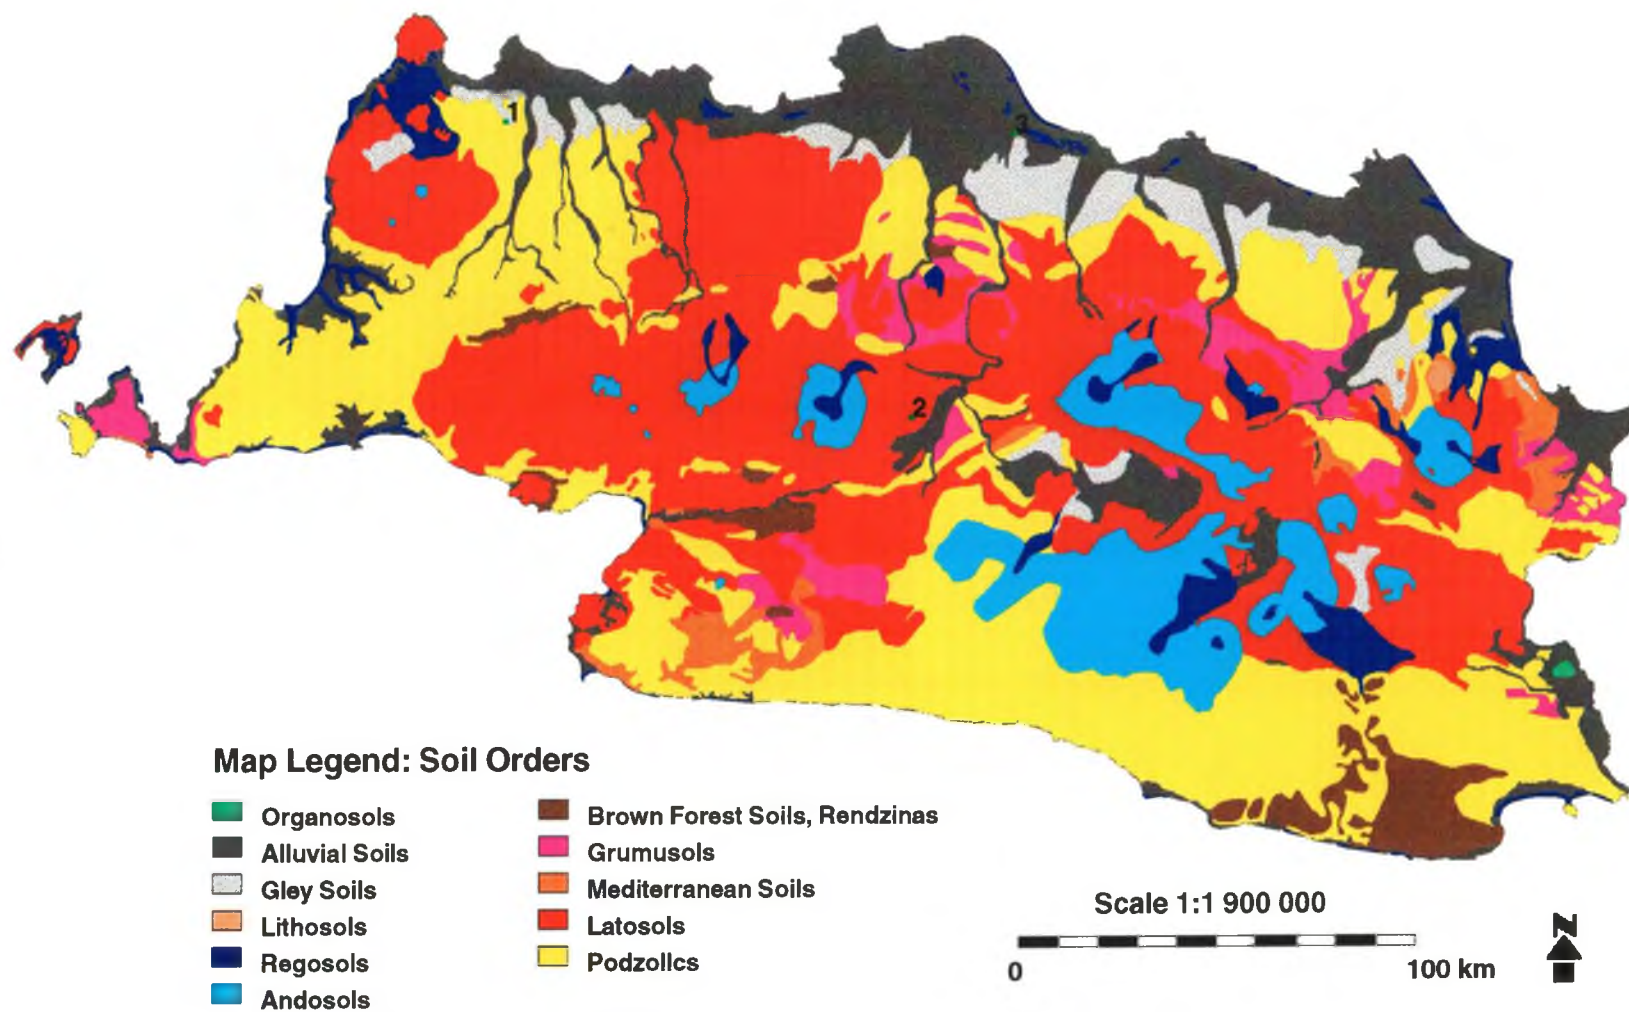 1
3
2
Map Legend: Soil Orders
Organosols
Alluvial Soils
Gley Soils
Lithosols
Regosols
Andosols
Brown Forest Soils, Rendzinas
Grumusols
Mediterranean Soils
Latosols
Podzolics
Scale 1:1 900 000
0
100 km
N